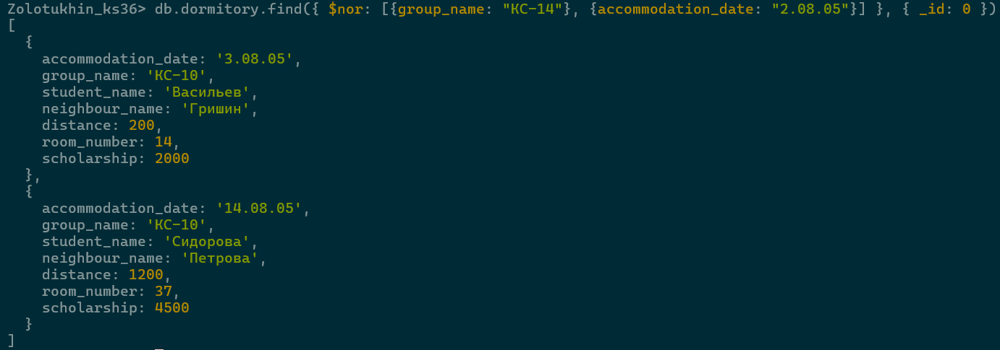 Zolotukhin_ks36> db.dormitory.find({ $nor: [{group_name: "КС-14"}, {accommodation_date: "2.08.05"}] }, { _id: 0 })
[
  {
    accommodation_date: '3.08.05',
    group_name: 'КС-10',
    student_name: 'Васильев',
    neighbour_name: 'Гришин',
    distance: 200,
    room_number: 14,
    scholarship: 2000
  },
  {
    accommodation_date: '14.08.05',
    group_name: 'КС-10',
    student_name: 'Сидорова',
    neighbour_name: 'Петрова',
    distance: 1200,
    room_number: 37,
    scholarship: 4500
  }
]